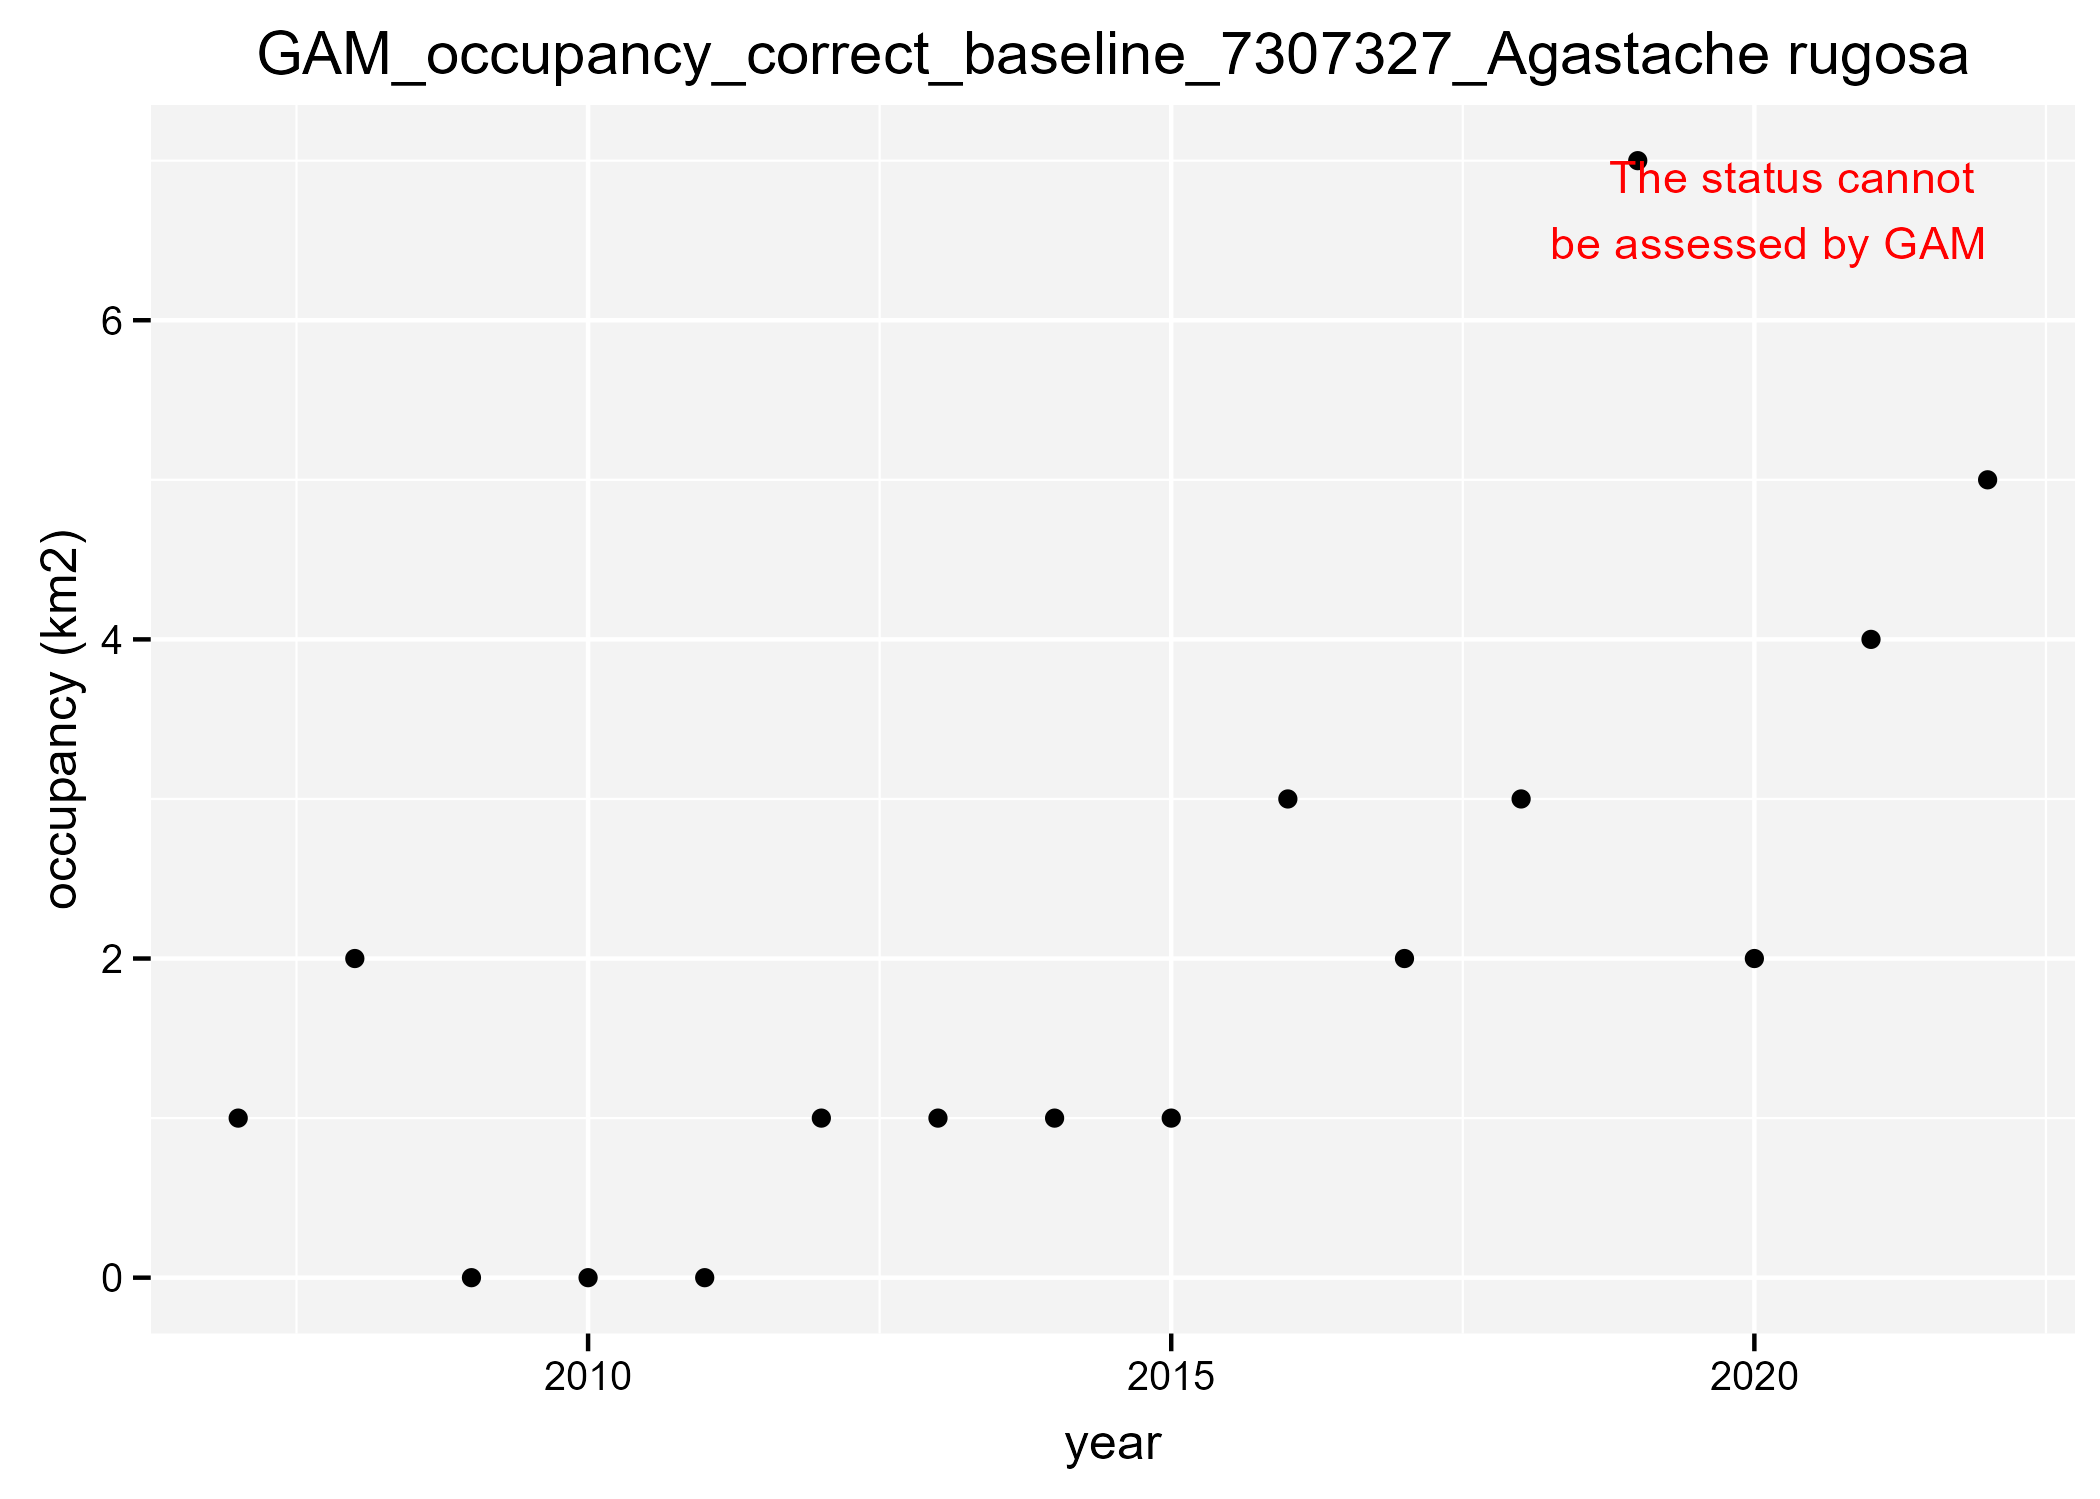 GAM_occupancy_correct_baseline_7307327_Agastache rugosa
The status cannot
be assessed by GAM
6
4
2
0
occupancy (km2)
2010
2015
2020
year